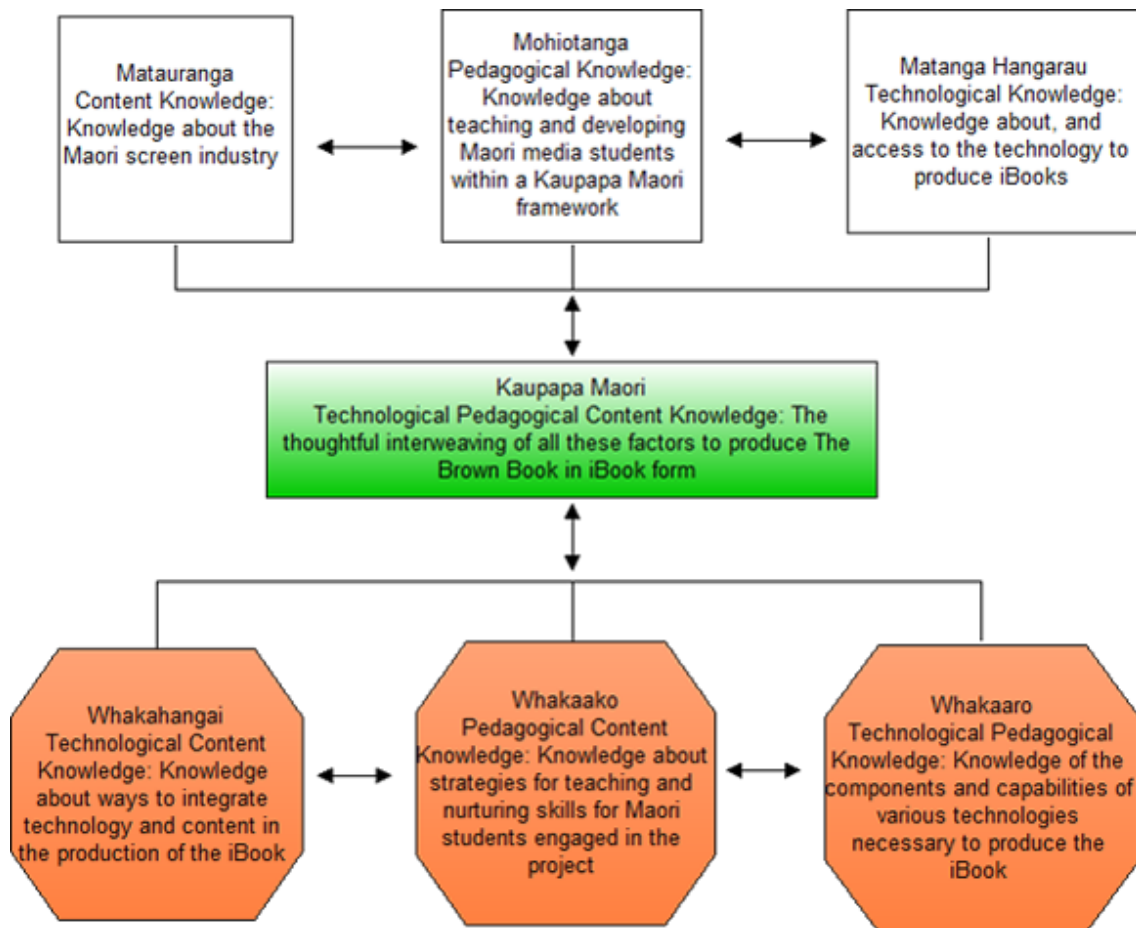 Matauranga
Content Knowledge:
Knowledge about the
Maori screen industry
Mohiotanga
Pedagogical Knowledge:
Knowledge about
teaching and developing
Maori media students
within a Kaupapa Maori
framework
Matanga Hangarau
Technological Knowledge:
Knowledge about, and
access to the technology to
produce iBooks
Kaupapa Maori
Technological Pedagogical Content Knowledge: The
thoughtful interweaving of all these factors to produce The
Brown Book in iBook form
Whakahangai
Technological Content
Knowledge: Knowledge
about ways to integrate
technology and content in
the production of the iBook
Whakaako
Pedagogical Content
Knowledge: Knowledge about
strategies for teaching and
nurturing skills for Maori
students engaged in the
project
Whakaaro
Technological Pedagogical
Knowledge: Knowledge of the
components and capabilities of
various technologies
necessary to produce the
iBook